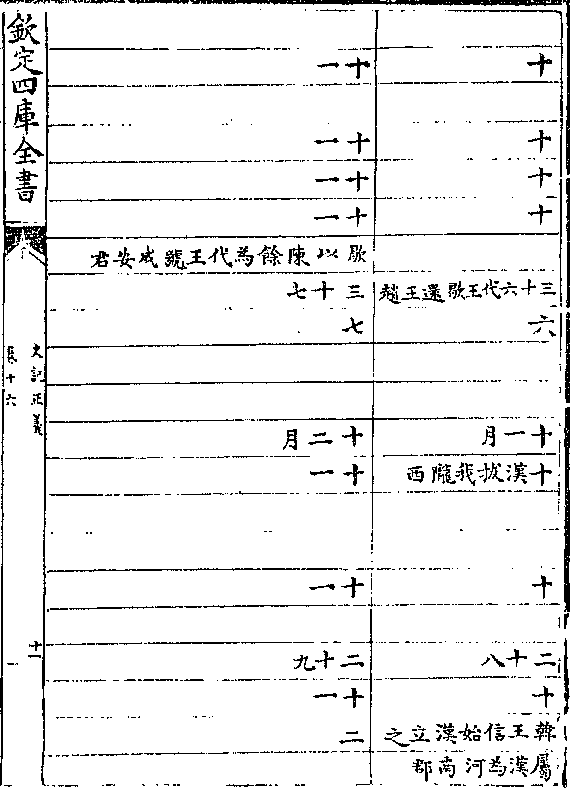 十
十
十
十
三十六代王歇還王趙
六
十一月
十漢拔我隴西
十
二十八
十
韓王信始漢立之
屬漢為河南郡
十一
十一
十一
十一
歇以陳餘為代王號成安君
三十七
七
十二月
十一
十一
二十九
十一
二
欽定四庫全書
史記正義
卷十六
十一